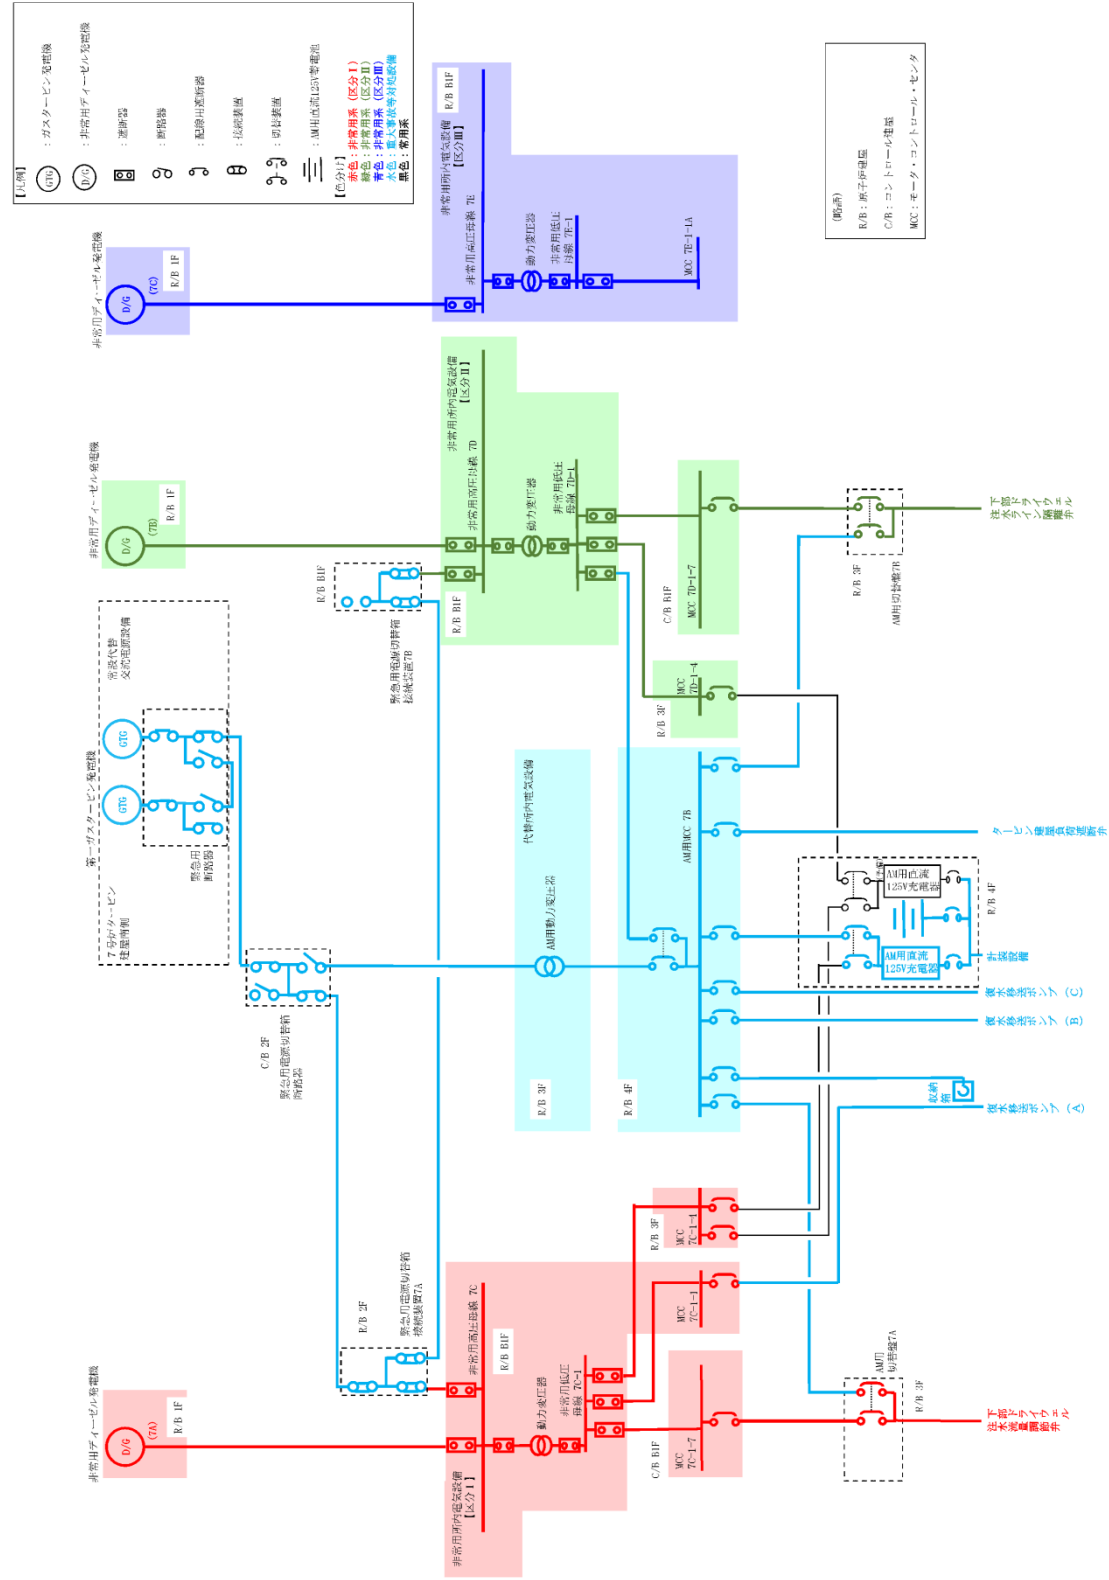 非常用ディーゼル発電機
D/G
(7A)
R/B 1F
第一ガスタービン発電機
7号炉タービン
建屋南側
緊急用
断路器
GTG
GTG
常設代替
交流電源設備
非常用ディーゼル発電機
D/G
(7B)
R/B 1F
非常用ディーゼル発電機
D/G
(7C)
R/B 1F
【凡例】
GTG
：ガスタービン発電機
D/G
：非常用ディーゼル発電機
：遮断器
：断路器
：配線用遮断器
：接続装置
：切替装置
：AM用直流125V蓄電池
【色分け】
赤色：非常用系（区分Ⅰ）
緑色：非常用系（区分Ⅱ）
青色：非常用系（区分Ⅲ）
水色：重大事故等対処設備
黒色：常用系
C/B 2F
緊急用電源切替箱
断路器
R/B 2F
緊急用電源切替箱
接続装置7A
R/B B1F
緊急用電源切替箱
接続装置7B
非常用所内電気設備
【区分Ⅰ】
非常用高圧母線 7C
R/B B1F
動力変圧器
非常用低圧
母線 7C-1
C/B B1F
MCC
7C-1-7
MCC
7C-1-1
R/B 3F
MCC
7C-1-4
代替所内電気設備
AM用動力変圧器
R/B 3F
R/B 4F
AM用MCC 7B
非常用所内電気設備
【区分Ⅱ】
非常用高圧母線 7D
R/B B1F
動力変圧器
非常用低圧
母線 7D-1
R/B 3F
MCC
7D-1-4
C/B B1F
MCC 7D-1-7
非常用所内電気設備
【区分Ⅲ】
R/B B1F
非常用高圧母線 7E
動力変圧器
非常用低圧
母線 7E-1
MCC 7E-1-1A
AM用
切替盤7A
R/B 3F
下部ドライウェル
注水流量調節弁
復水移送ポンプ（A）
収納
箱
復水移送ポンプ（B）
復水移送ポンプ（C）
計装設備
AM用直流
125V充電器
AM用直流
125V充電器
R/B 4F
タービン建屋負荷遮断弁
R/B 3F
AM用切替盤7B
下部ドライウェル
注水ライン隔離弁
（略語）
R/B：原子炉建屋
C/B：コントロール建屋
MCC：モータ・コントロール・センタ